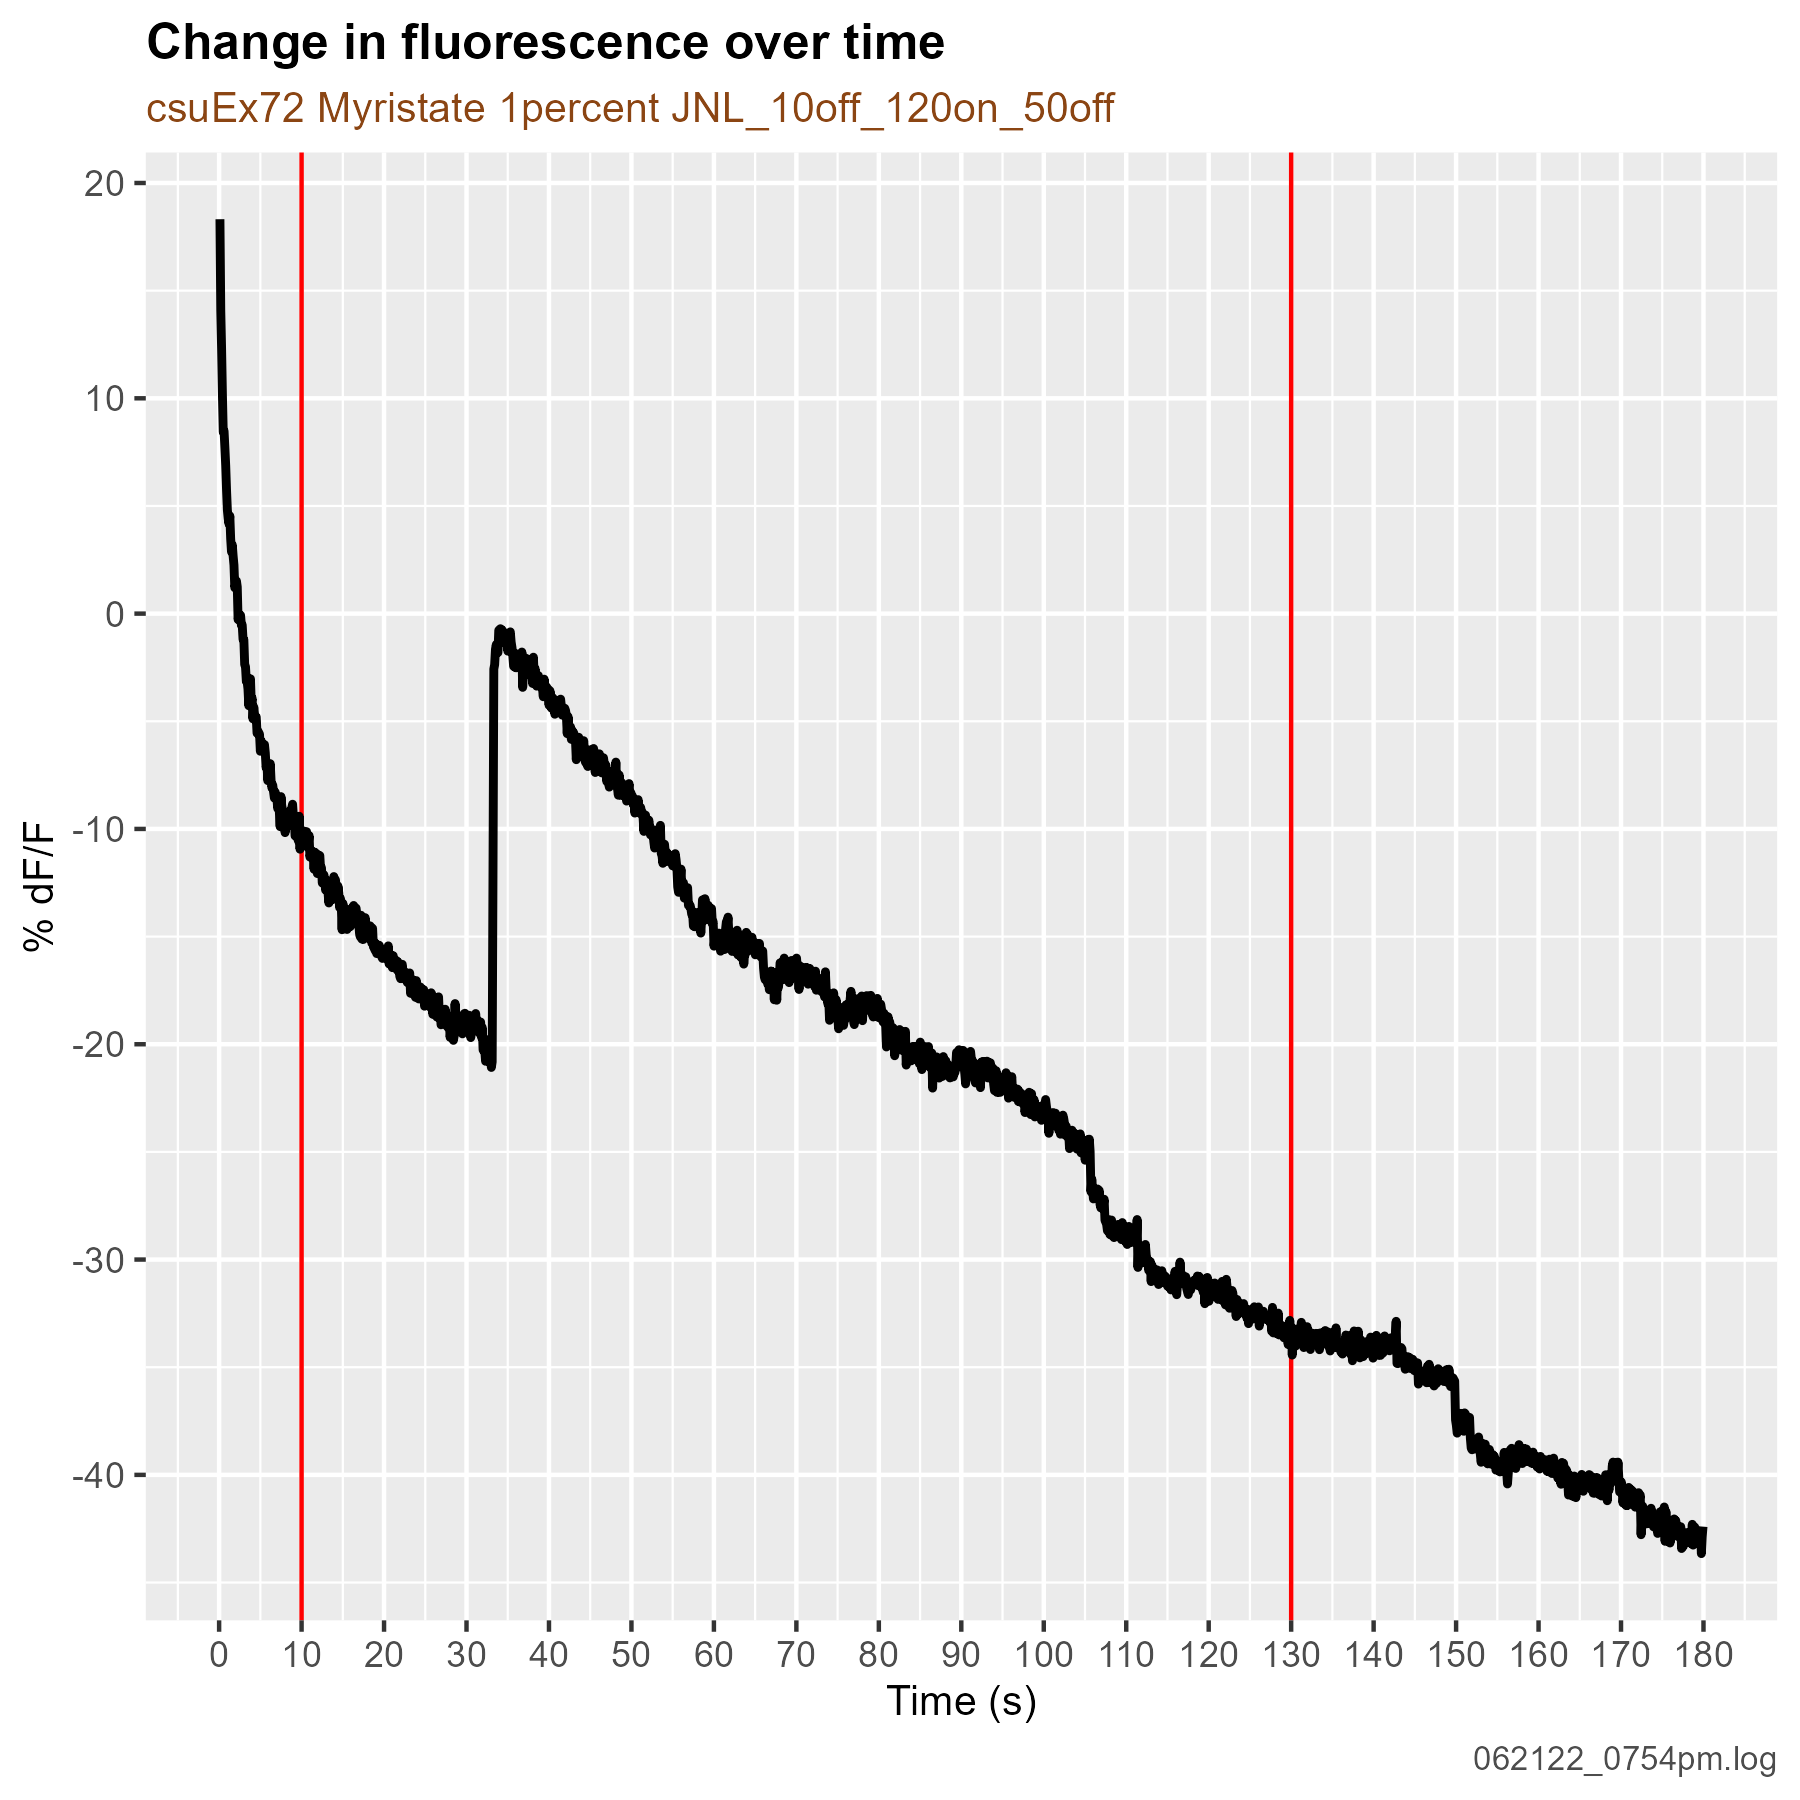 Change in fluorescence over time
csuEx72 Myristate 1percent JNL_10off_120on_50off
20
10
0
-10
-20
-30
-40
% dF/F
0 10 20 30 40 50 60 70 80 90 100 110 120 130 140 150 160 170 180
Time (s)
062122_0754pm.log